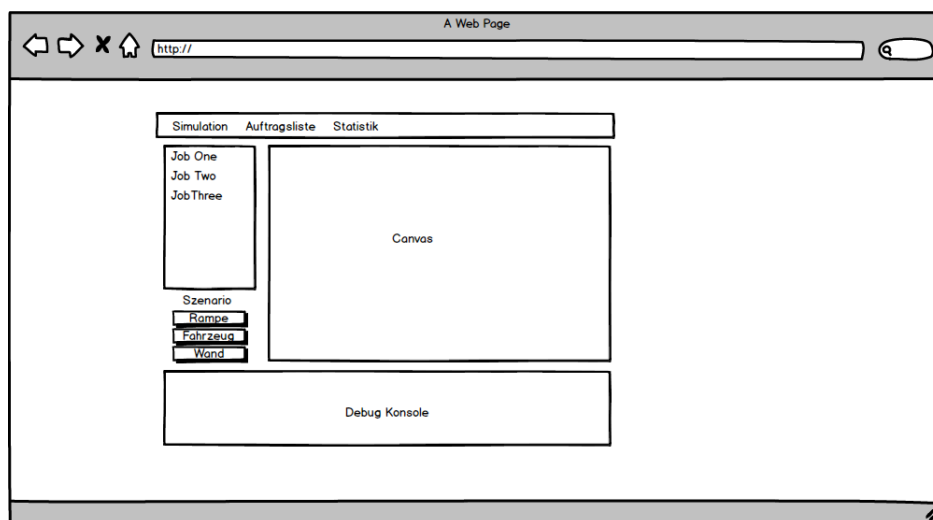 A Web Page
http://
Simulation Auftragsliste Statistik
Job One
Job Two
JobThree
Canvas
Szenario
Rampe
Fahrzeug
Wand
Debug Konsole